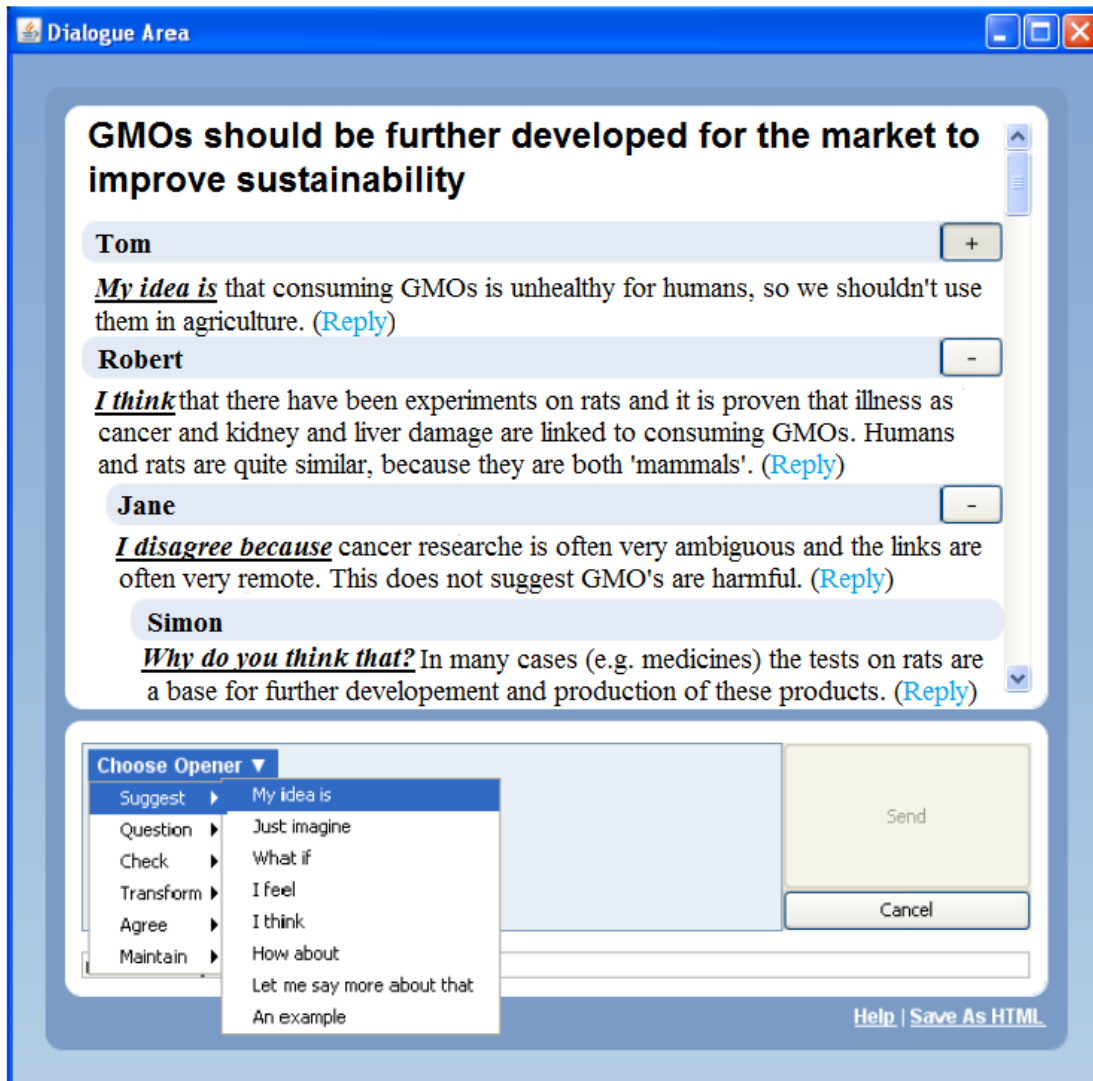 Dialogue Area
GMOs should be further developed for the market to
improve sustainability
Tom
+
My idea is that consuming GMOs is unhealthy for humans, so we shouldn't use
them in agriculture. (Reply)
Robert
-
I think that there have been experiments on rats and it is proven that illness as
cancer and kidney and liver damage are linked to consuming GMOs. Humans
and rats are quite similar, because they are both 'mammals'. (Reply)
Jane
-
I disagree because cancer researche is often very ambiguous and the links are
often very remote. This does not suggest GMO's are harmful. (Reply)
Simon
Why do you think that? In many cases (e.g. medicines) the tests on rats are
a base for further developement and production of these products. (Reply)
Choose Opener ▼
Suggest
Question
Check
Transform
Agree
Maintain
My idea is
Just imagine
What if
I feel
I think
How about
Let me say more about that
An example
Send
Cancel
Help | Save As HTML